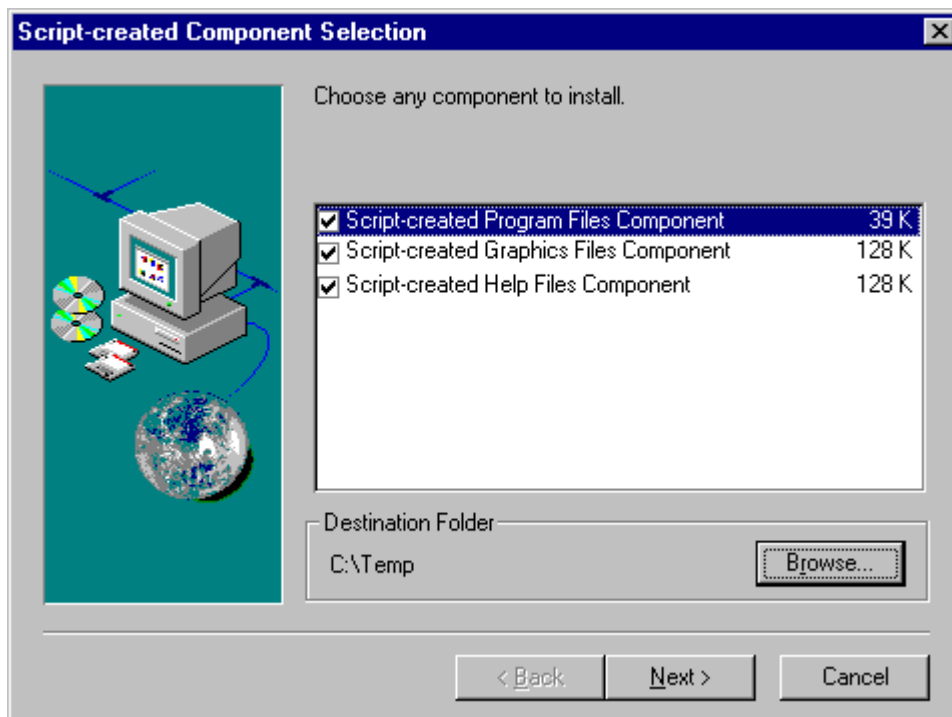 Script-created Component Selection
Choose any component to install.
Script-created Program Files Component 39 K
Script-created Graphics Files Component 128 K
Script-created Help Files Component 128 K
Destination Folder
C:\Temp
Browse...
< Back Next > Cancel